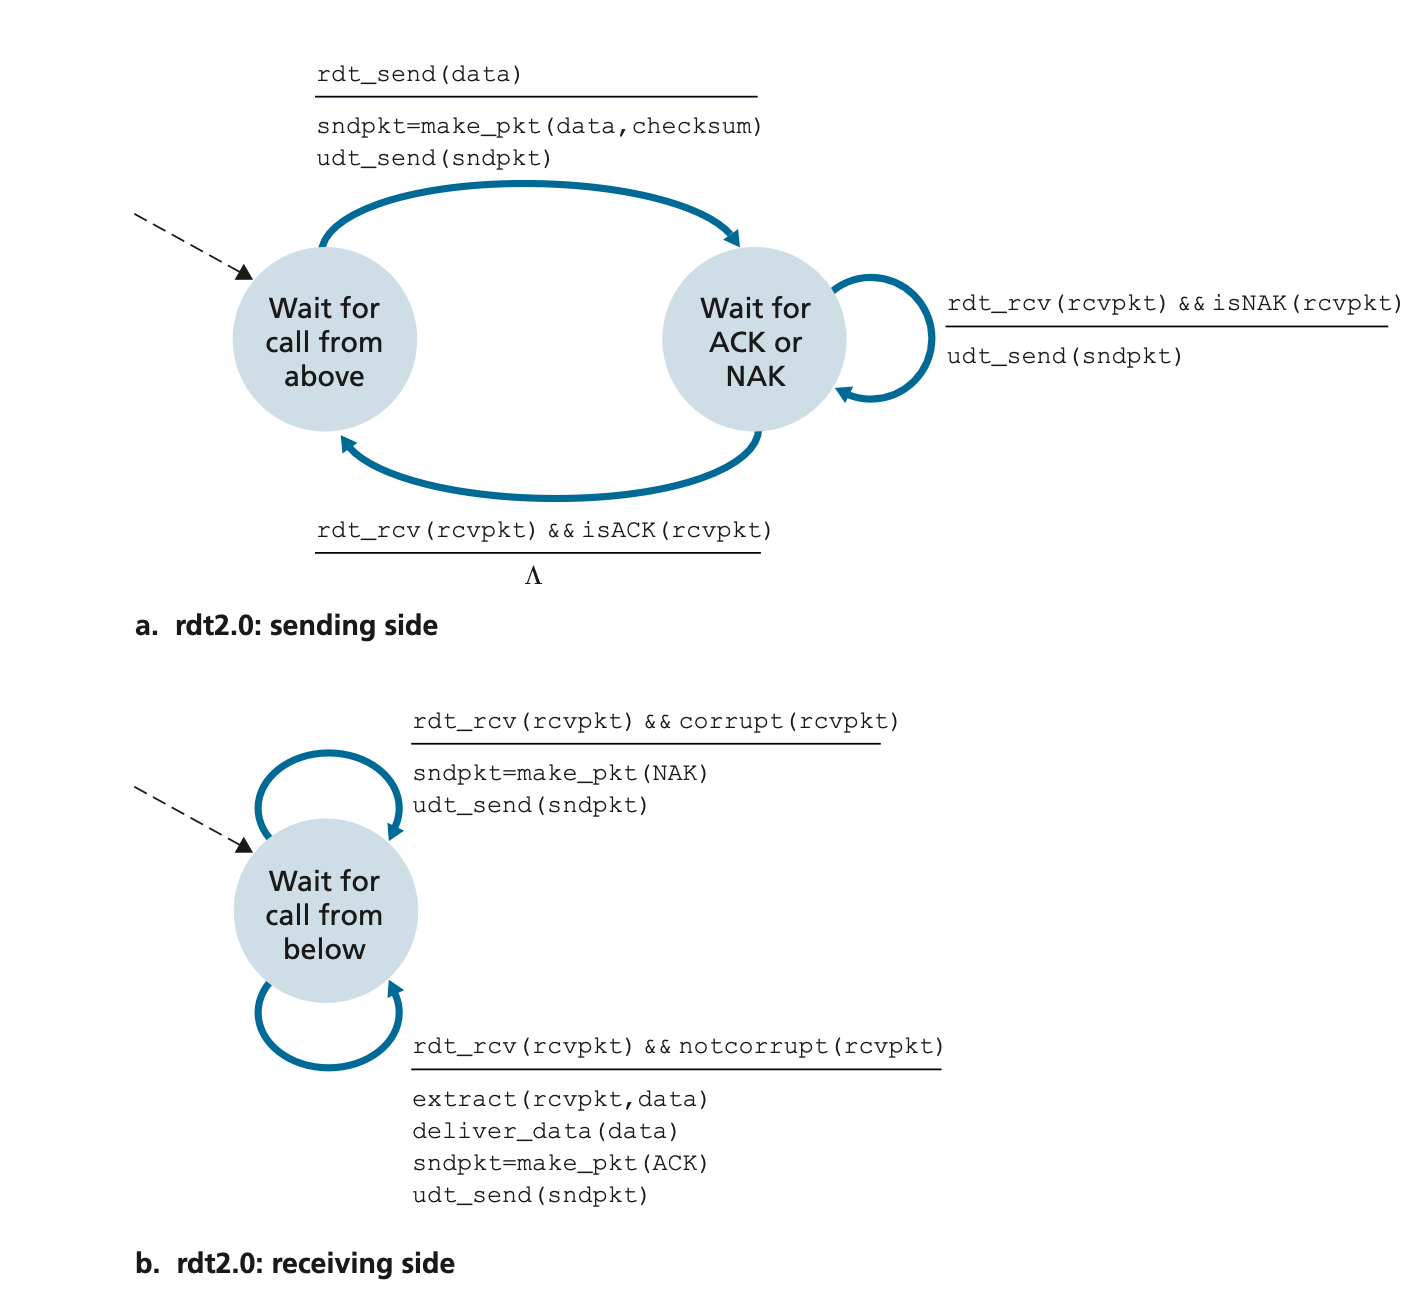 rdt_send(data)
sndpkt=make_pkt(data,checksum)
udt_send(sndpkt)
Wait for
call from
above
Wait for
ACK or
NAK
rdt_rcv(rcvpkt) && isNAK(rcvpkt)
udt_send(sndpkt)
rdt_rcv(rcvpkt) && isACK(rcvpkt)
Λ
a. rdt2.0: sending side
rdt_rcv(rcvpkt) && corrupt(rcvpkt)
sndpkt=make_pkt(NAK)
udt_send(sndpkt)
Wait for
call from
below
rdt_rcv(rcvpkt) && notcorrupt(rcvpkt)
extract(rcvpkt,data)
deliver_data(data)
sndpkt=make_pkt(ACK)
udt_send(sndpkt)
b. rdt2.0: receiving side